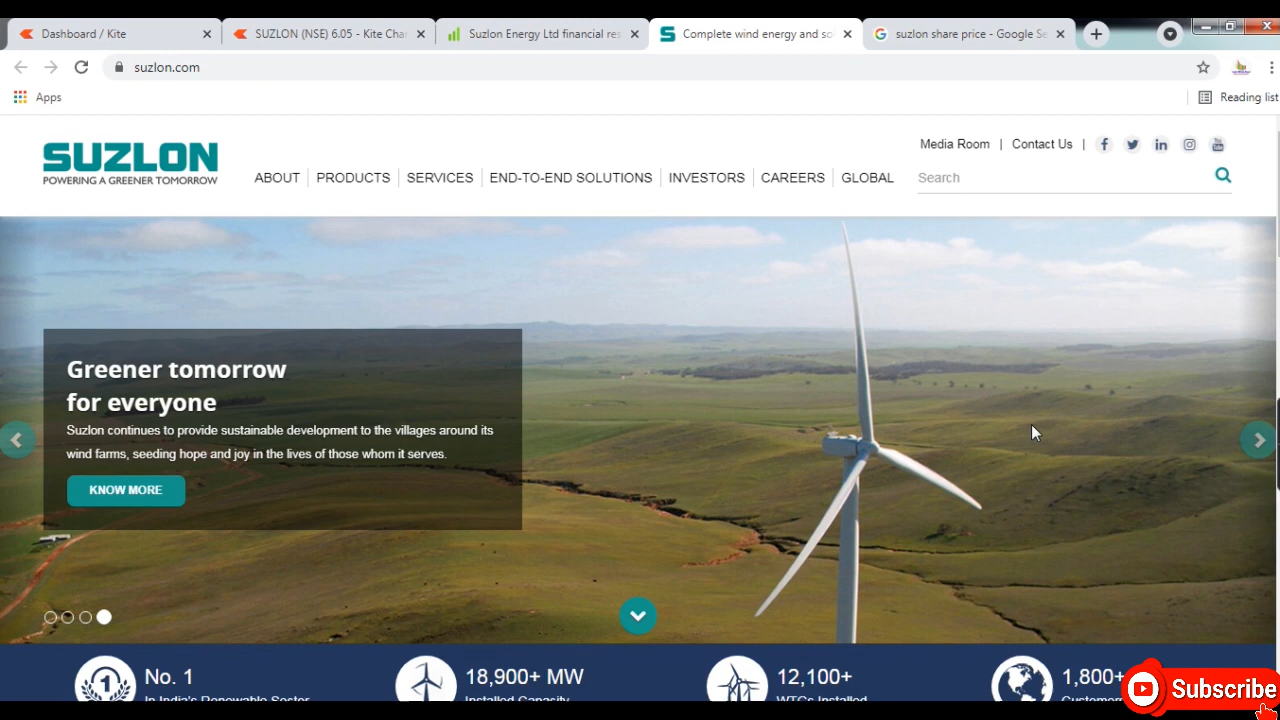 Dashboard / Kite
SUZLON (NSE) 6.05 - Kite Cha
Suzlon Energy Ltd financial res
Complete wind energy and so
suzlon share price - Google Se
suzlon.com
Apps
Reading list
SUZLON
POWERING A GREENER TOMORROW
Media Room | Contact Us |
ABOUT PRODUCTS SERVICES END-TO-END SOLUTIONS INVESTORS CAREERS GLOBAL
Search
Greener tomorrow
for everyone
Suzlon continues to provide sustainable development to the villages around its
wind farms, seeding hope and joy in the lives of those whom it serves.
KNOW MORE
No. 1
In India's Renewable Sector
18,900+ MW
Installed Capacity
12,100+
WTGs Installed
1,800+
Customer
Subscribe